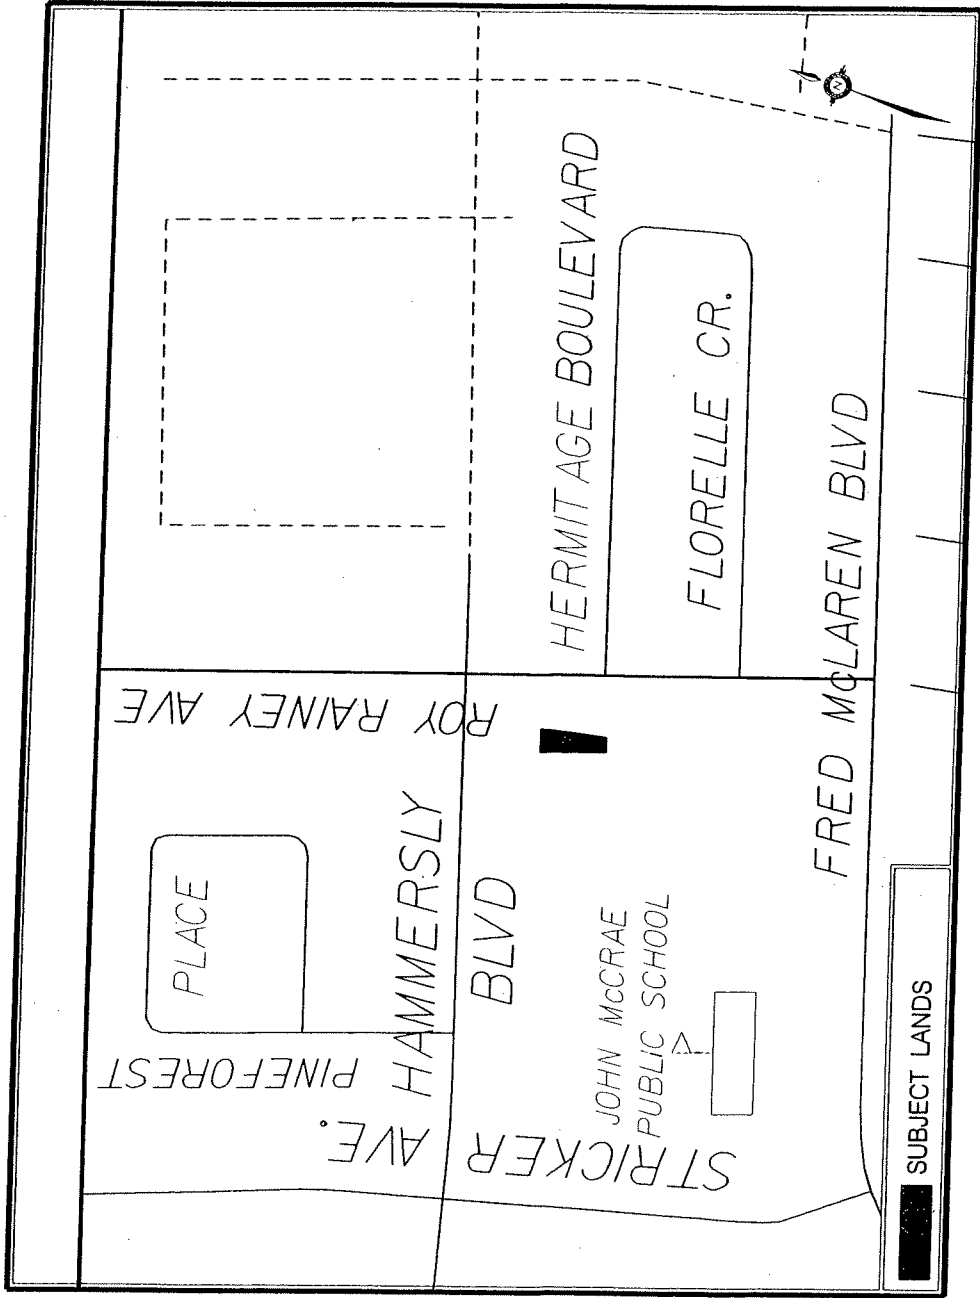 HERMITAGE BOULEVARD
FLORELLE CR.
FRED McLAREN BLVD
ROY RAINEY AVE
PLACE
PINEFOREST
HAMMERSLY
BLVD
STRICKER AVE.
JOHN McCRAE
PUBLIC SCHOOL
SUBJECT LANDS
N